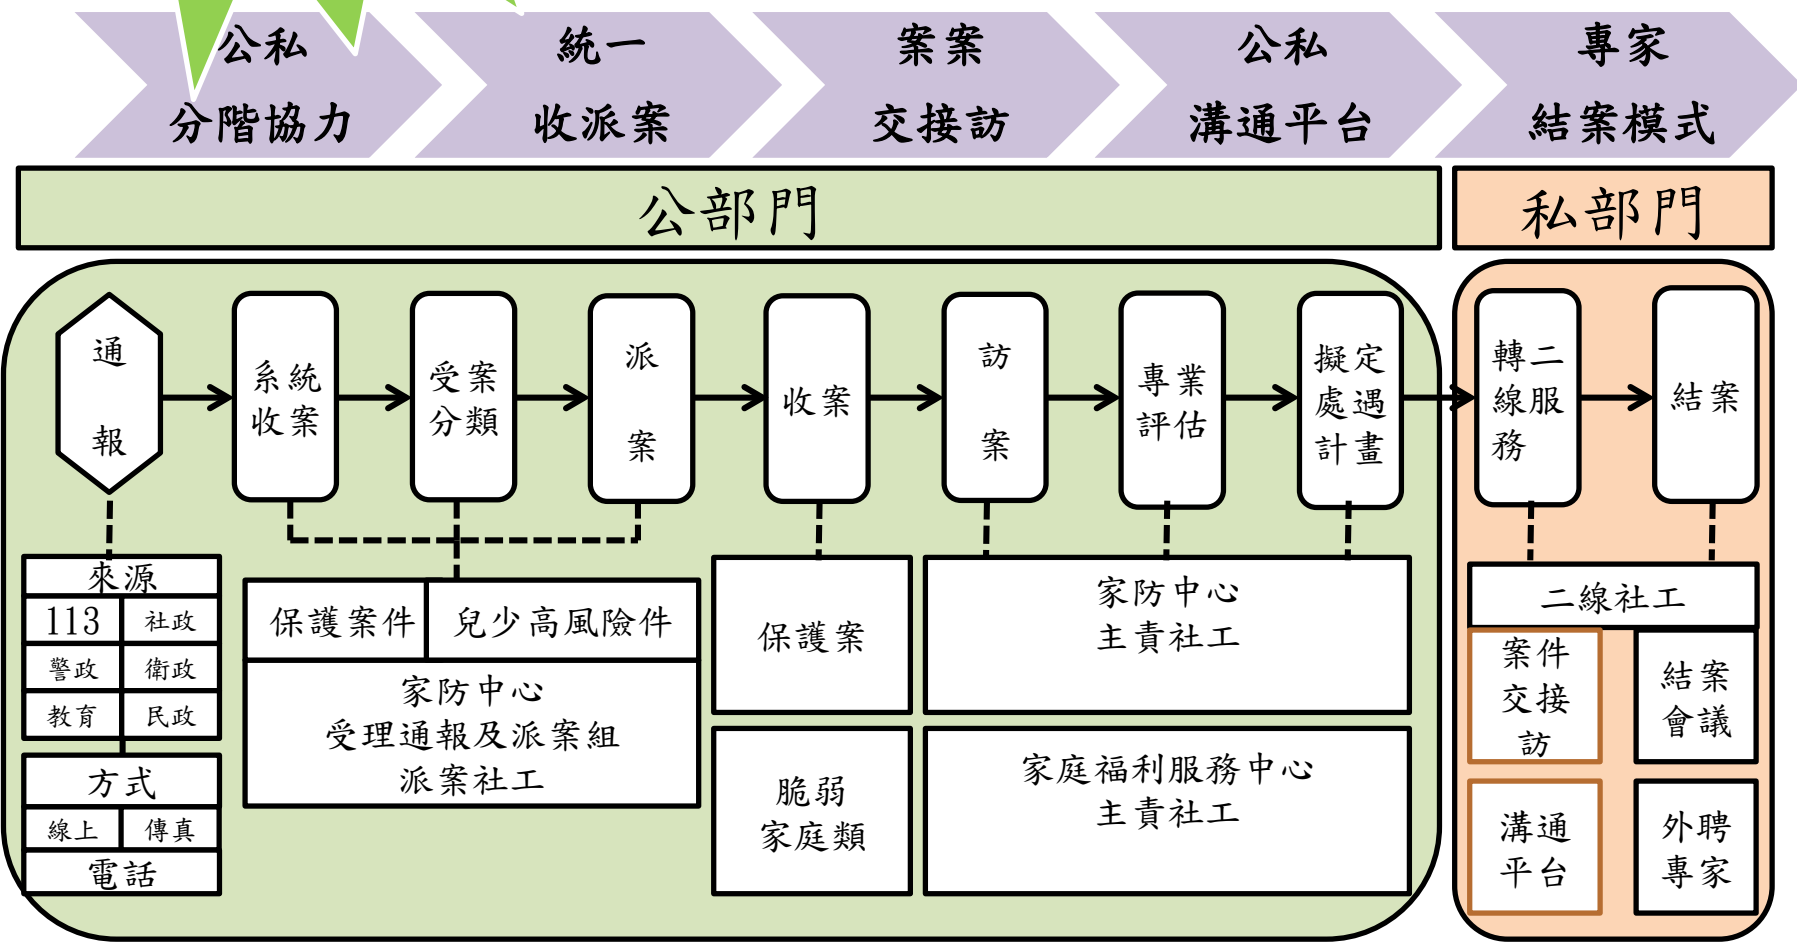 公私
分階協力
統一
收派案
案案
交接訪
公私
溝通平台
專家
結案模式
公部門
私部門
通
報
系統
收案
受案
分類
派
案
收案
訪
案
專業
評估
擬定
處遇
計畫
轉二
線服
務
結案
來源
113
社政
警政
衛政
教育
民政
方式
線上
傳真
電話
保護案件
兒少高風險件
家防中心
受理通報及派案組
派案社工
保護案
脆弱
家庭類
家防中心
主責社工
家庭福利服務中心
主責社工
二線社工
案件
交接
訪
結案
會議
溝通
平台
外聘
專家